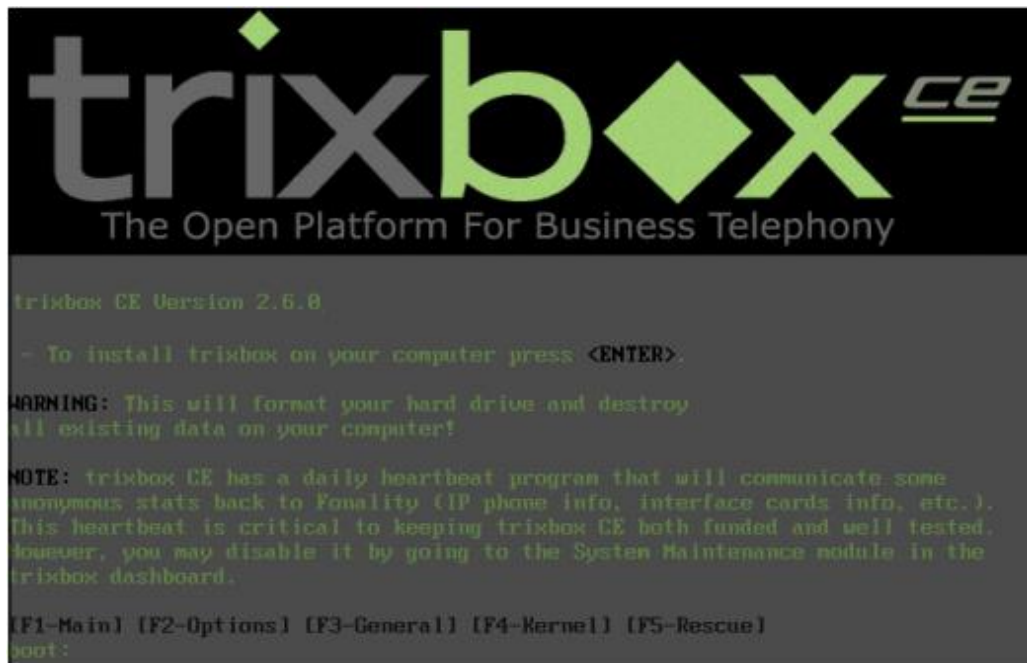 trixbox ce
The Open Platform For Business Telephony
trixbox CE Version 2.6.0
- To install trixbox on your computer press <ENTER>.
WARNING: This will format your hard drive and destroy
all existing data on your computer!
NOTE: trixbox CE has a daily heartbeat program that will communicate some
anonymous stats back to Fonality (IP phone info, interface cards info, etc.).
This heartbeat is critical to keeping trixbox CE both funded and well tested.
However, you may disable it by going to the System Maintenance module in the
trixbox dashboard.
[F1-Main] [F2-Options] [F3-General] [F4-Kernel] [F5-Rescue]
boot: